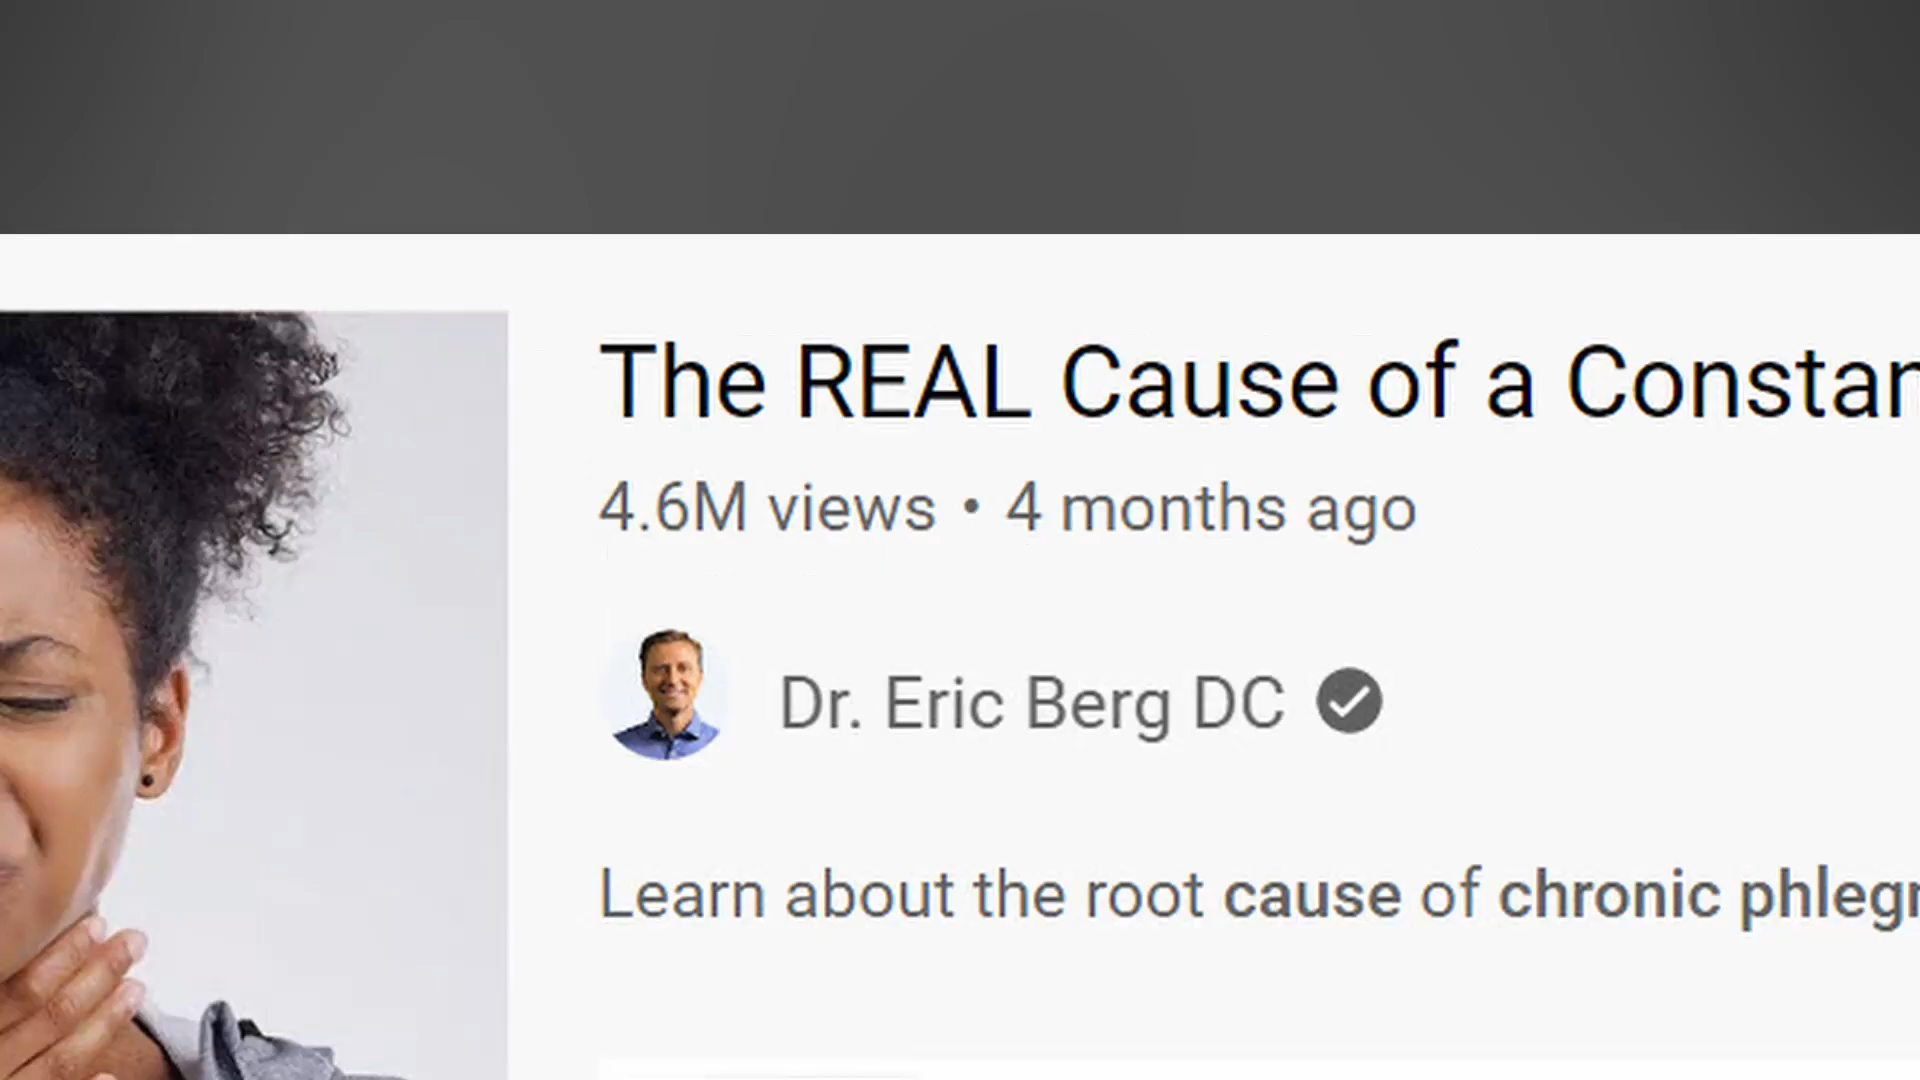 The REAL Cause of a Constan
4.6M views • 4 months ago
Dr. Eric Berg DC
Learn about the root cause of chronic phleg